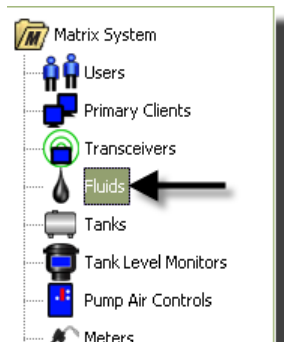 Matrix System
Users
Primary Clients
Transceivers
Fluids
Tanks
Tank Level Monitors
Pump Air Controls
Meters